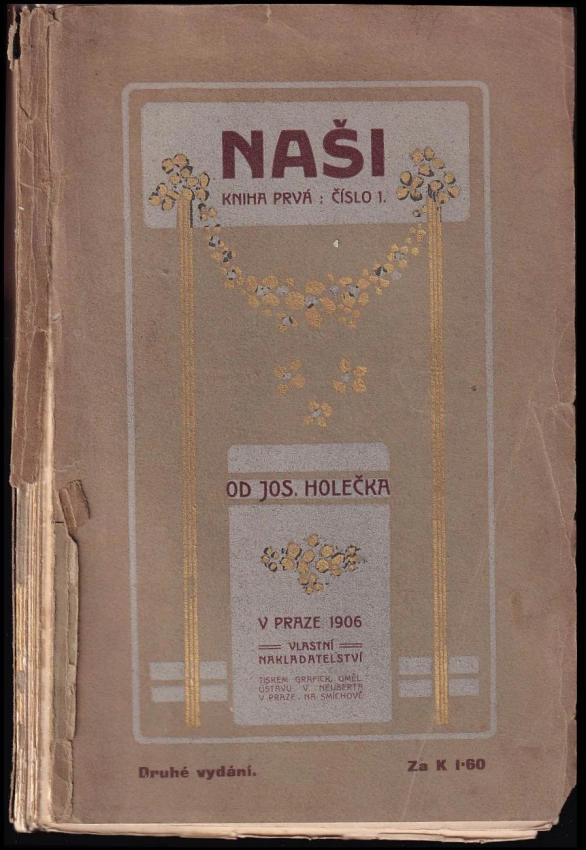 NAŠI
KNIHA PRVÁ : ČÍSLO 1.
OD JOS. HOLEČKA
V PRAZE 1906
VLASTNÍ
NAKLADATELSTVÍ
TISKEM GRAFICK. UMĚL.
ÚSTAVU V. NEUBERTA
V PRAZE. NA SMÍCHOVĚ
Druhé vydání.
Za K 1·60